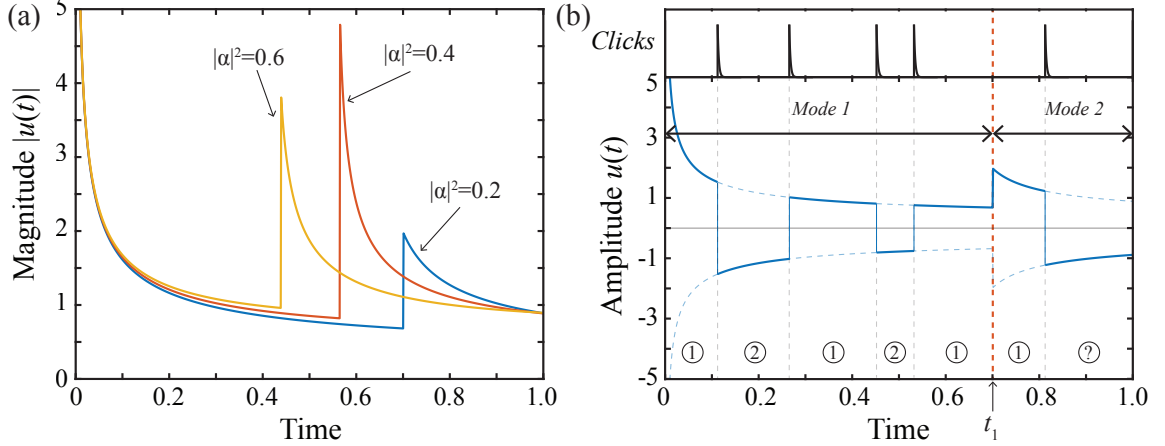 (a)
5
4
3
2
1
0
Magnitude |u(t)|
|α|²=0.6
|α|²=0.4
|α|²=0.2
0
0.2
0.4
0.6
0.8
1.0
Time
(b)
Clicks
5
3
1
-1
-3
-5
Amplitude u(t)
Mode 1
Mode 2
① ② ① ② ① ① ?
0
0.2
0.4
0.6
0.8
1.0
Time
t₁